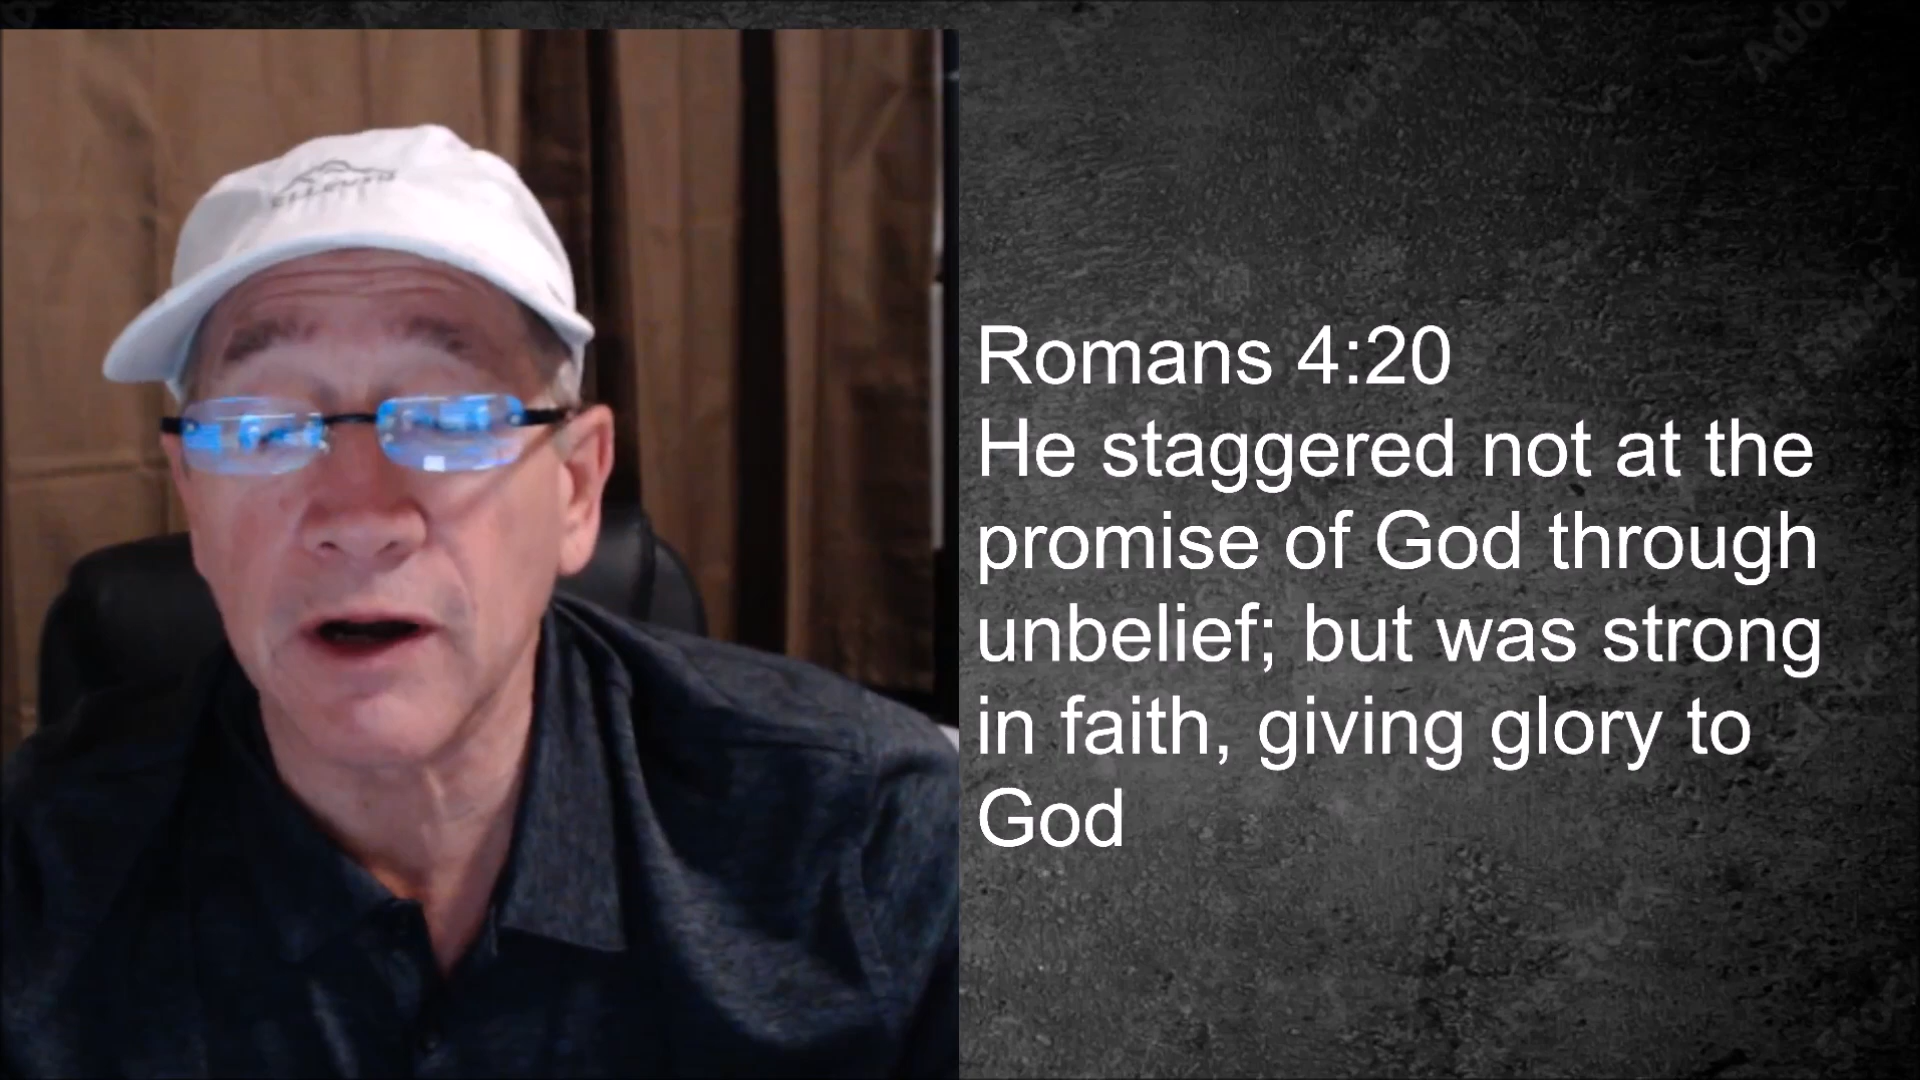 Romans 4:20
He staggered not at the
promise of God through
unbelief; but was strong
in faith, giving glory to
God